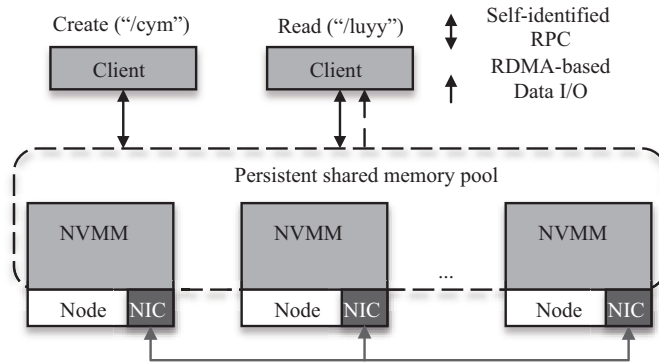 Create (“/cym”)
Read (“/luyy”)
Self-identified
RPC
Client
Client
RDMA-based
Data I/O
Persistent shared memory pool
NVMM
NVMM
NVMM
...
Node
NIC
Node
NIC
Node
NIC